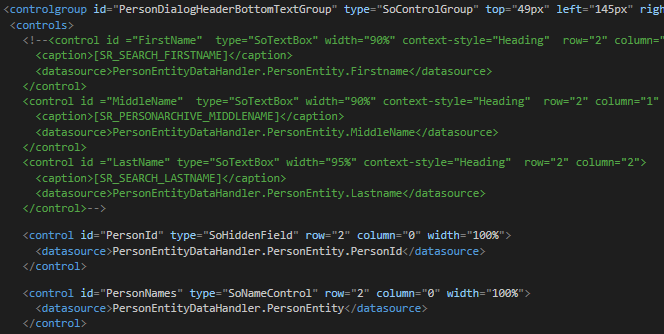 <controlgroup id="PersonDialogHeaderBottomTextGroup" type="SoControlGroup" top="49px" left="145px" righ
<controls>
<!--<control id ="FirstName"  type="SoTextBox" width="90%" context-style="Heading"  row="2" column="
<caption>[SR_SEARCH_FIRSTNAME]</caption>
<datasource>PersonEntityDataHandler.PersonEntity.Firstname</datasource>
</control>
<control id ="MiddleName"  type="SoTextBox" width="90%" context-style="Heading"  row="2" column="1"
<caption>[SR_PERSONARCHIVE_MIDDLENAME]</caption>
<datasource>PersonEntityDataHandler.PersonEntity.MiddleName</datasource>
</control>
<control id ="LastName" type="SoTextBox" width="95%" context-style="Heading"  row="2" column="2">
<caption>[SR_SEARCH_LASTNAME]</caption>
<datasource>PersonEntityDataHandler.PersonEntity.Lastname</datasource>
</control>-->
<control id="PersonId" type="SoHiddenField" row="2" column="0" width="100%">
<datasource>PersonEntityDataHandler.PersonEntity.PersonId</datasource>
</control>
<control id="PersonNames" type="SoNameControl" row="2" column="0" width="100%">
<datasource>PersonEntityDataHandler.PersonEntity</datasource>
</control>